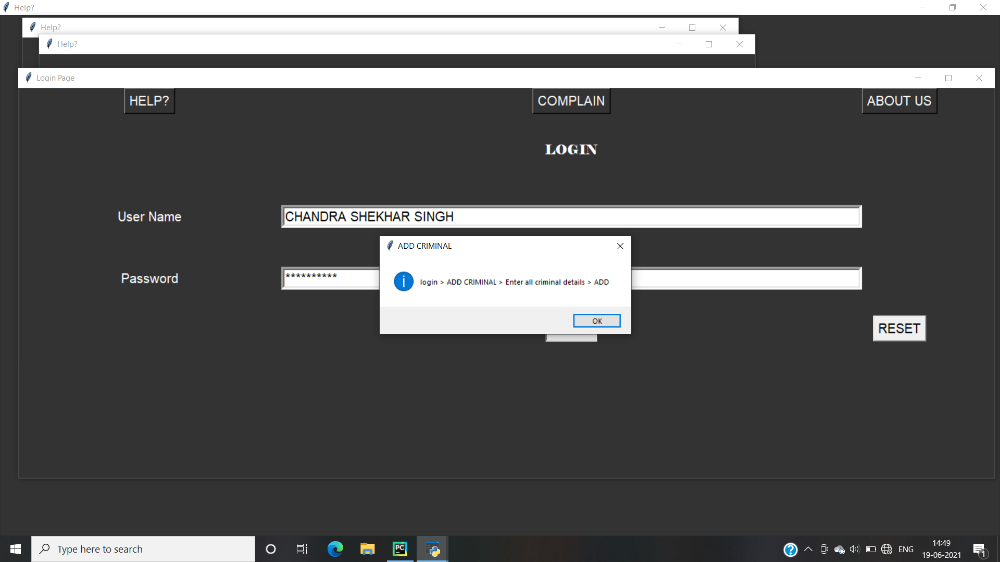 Help?
Help?
Help?
Login Page
HELP? COMPLAIN ABOUT US
LOGIN
User Name CHANDRA SHEKHAR SINGH
ADD CRIMINAL
Password **********
login > ADD CRIMINAL > Enter all criminal details > ADD
OK
RESET
Type here to search
PC
ENG
14:49
19-06-2021
1